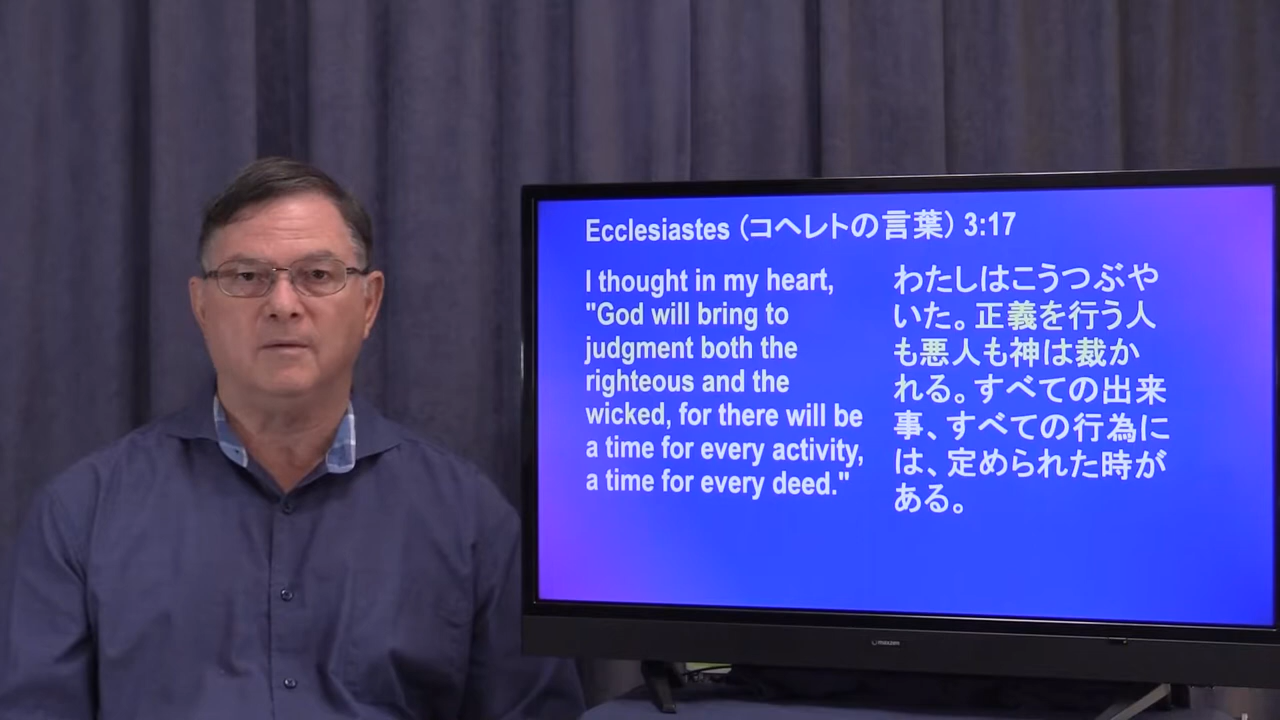 Ecclesiastes (コヘレトの言葉) 3:17
I thought in my heart,
"God will bring to
judgment both the
righteous and the
wicked, for there will be
a time for every activity,
a time for every deed."
わたしはこうつぶや
いた。正義を行う人
も悪人も神は裁か
れる。すべての出来
事、すべての行為に
は、定められた時が
ある。